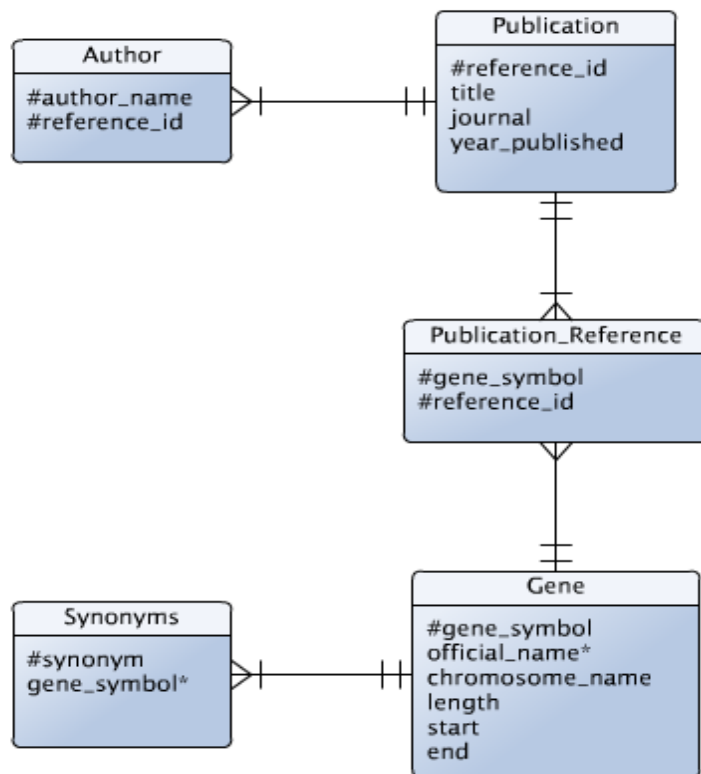 Author
#author_name
#reference_id
Publication
#reference_id
title
journal
year_published
Publication_Reference
#gene_symbol
#reference_id
Synonyms
#synonym
gene_symbol*
Gene
#gene_symbol
official_name*
chromosome_name
length
start
end